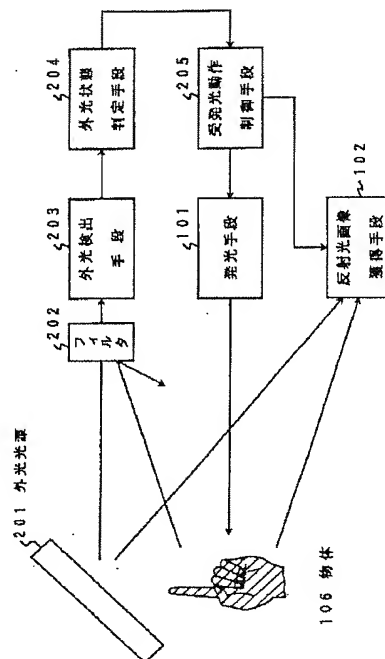 201 外光光源
202
フィルタ
203
外光検出
手段
204
外光状態
判定手段
205
受発光動作
制御手段
101
発光手段
102
反射光画像
獲得手段
106 物体